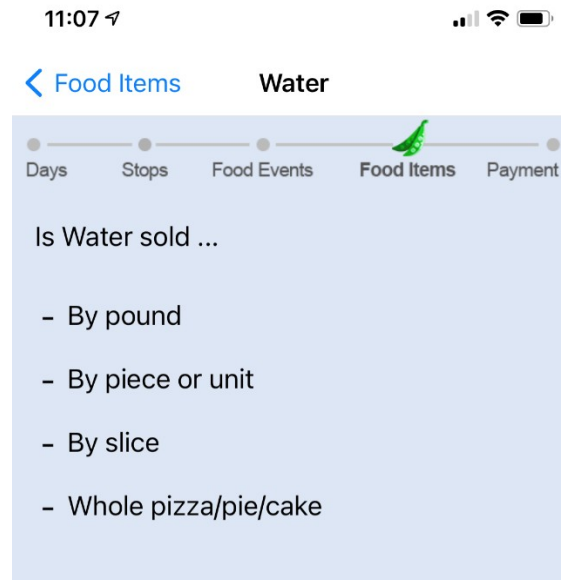 11:07
Food Items Water
Days Stops Food Events Food Items Payment
Is Water sold ...
- By pound
- By piece or unit
- By slice
- Whole pizza/pie/cake